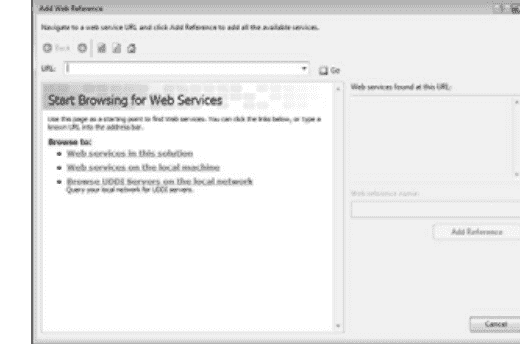 Add Web Reference
Navigate to a web service URL and click Add Reference to add all the available services.
Back
URL:
Go
Start Browsing for Web Services
Use this page as a starting point to find Web services. You can click the links below, or type a
known URL into the address bar.
Browse to:
Web services in this solution
Web services on the local machine
Browse UDDI Servers on the local network
Query your local network for UDDI servers.
Web services found at this URL:
Web reference name:
Add Reference
Cancel